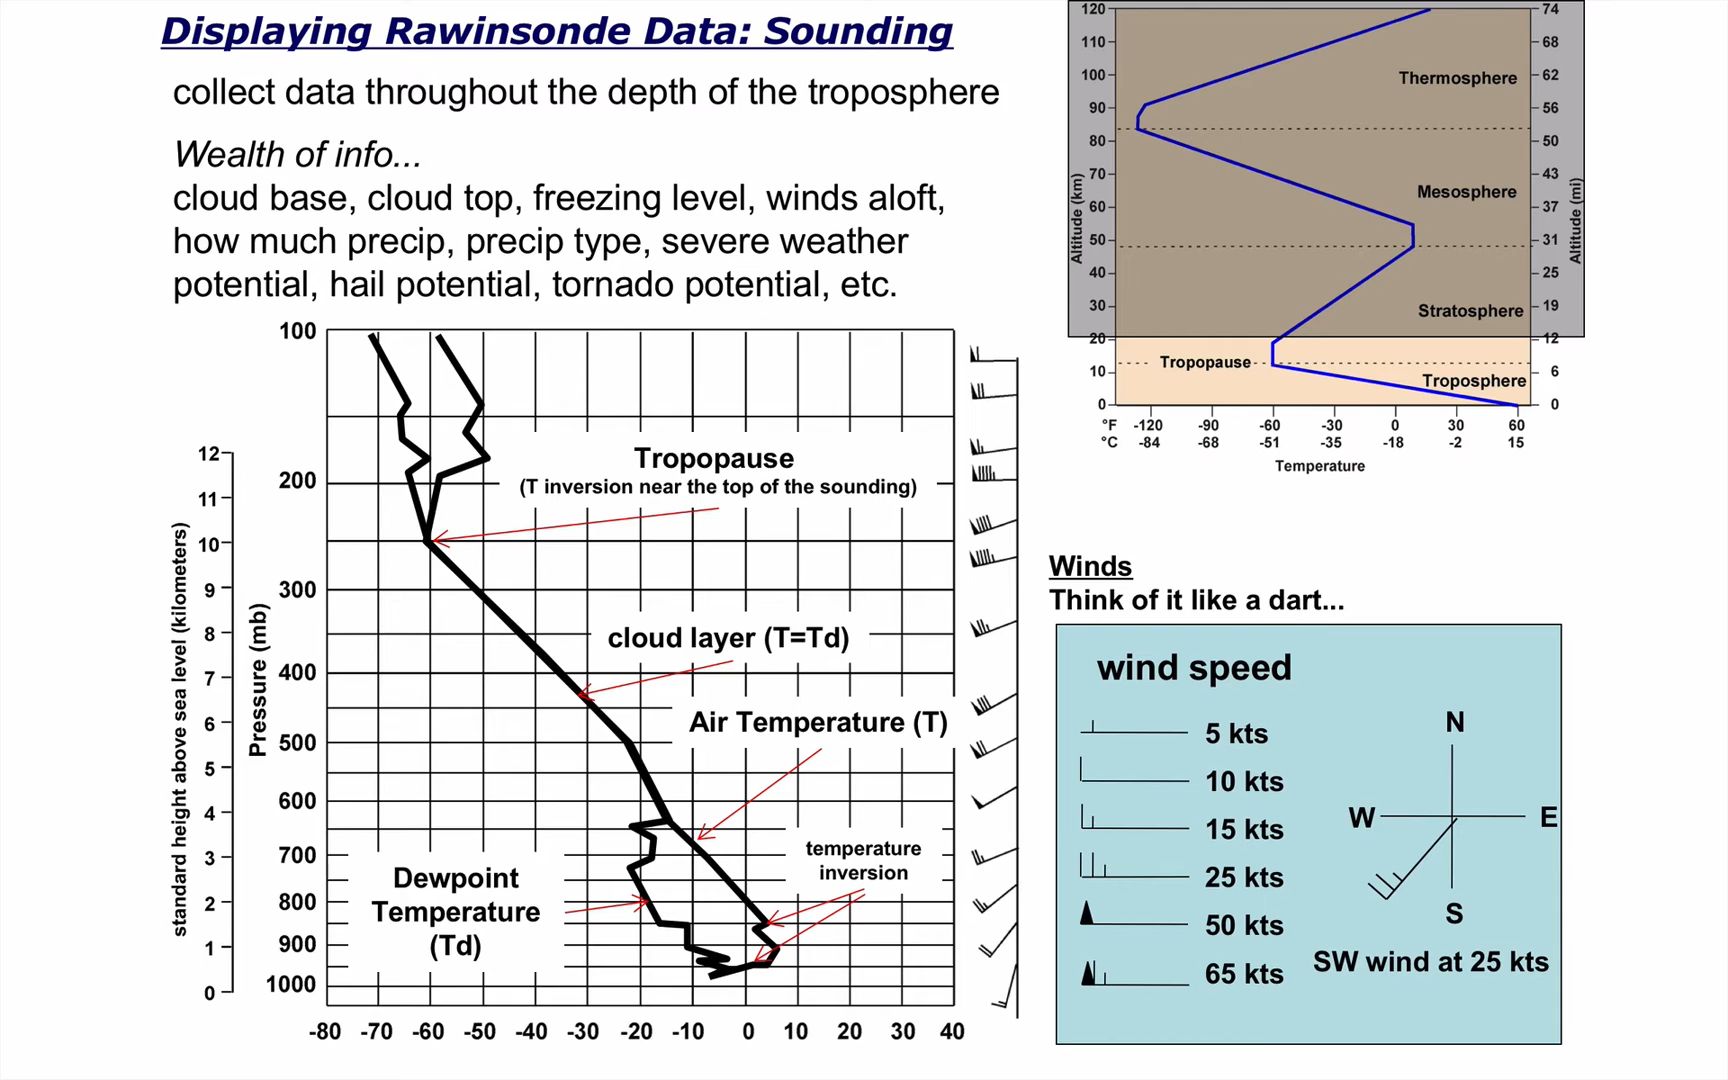 Displaying Rawinsonde Data: Sounding
collect data throughout the depth of the troposphere
Wealth of info...
cloud base, cloud top, freezing level, winds aloft,
how much precip, precip type, severe weather
potential, hail potential, tornado potential, etc.
100
200
300
400
500
600
700
800
900
1000
Pressure (mb)
12
11
10
9
8
7
6
5
4
3
2
1
0
standard height above sea level (kilometers)
Tropopause
(T inversion near the top of the sounding)
cloud layer (T=Td)
Air Temperature (T)
temperature
inversion
Dewpoint
Temperature
(Td)
-80 -70 -60 -50 -40 -30 -20 -10 0 10 20 30 40
120
110
100
90
80
70
60
50
40
30
20
10
0
Altitude (km)
Thermosphere
Mesosphere
Stratosphere
Tropopause
Troposphere
74
68
62
56
50
43
37
31
25
19
12
6
0
Altitude (mi)
°F -120 -90 -60 -30 0 30 60
°C -84 -68 -51 -35 -18 -2 15
Temperature
Winds
Think of it like a dart...
wind speed
5 kts
10 kts
15 kts
25 kts
50 kts
65 kts
N
W E
S
SW wind at 25 kts